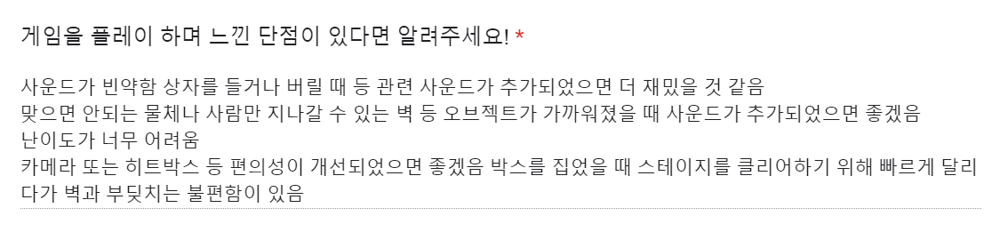 게임을 플레이 하며 느낀 단점이 있다면 알려주세요! *
사운드가 빈약함 상자를 들거나 버릴 때 등 관련 사운드가 추가되었으면 더 재밌을 것 같음
맞으면 안되는 물체나 사람만 지나갈 수 있는 벽 등 오브젝트가 가까워졌을 때 사운드가 추가되었으면 좋겠음
난이도가 너무 어려움
카메라 또는 히트박스 등 편의성이 개선되었으면 좋겠음 박스를 집었을 때 스테이지를 클리어하기 위해 빠르게 달리
다가 벽과 부딪치는 불편함이 있음